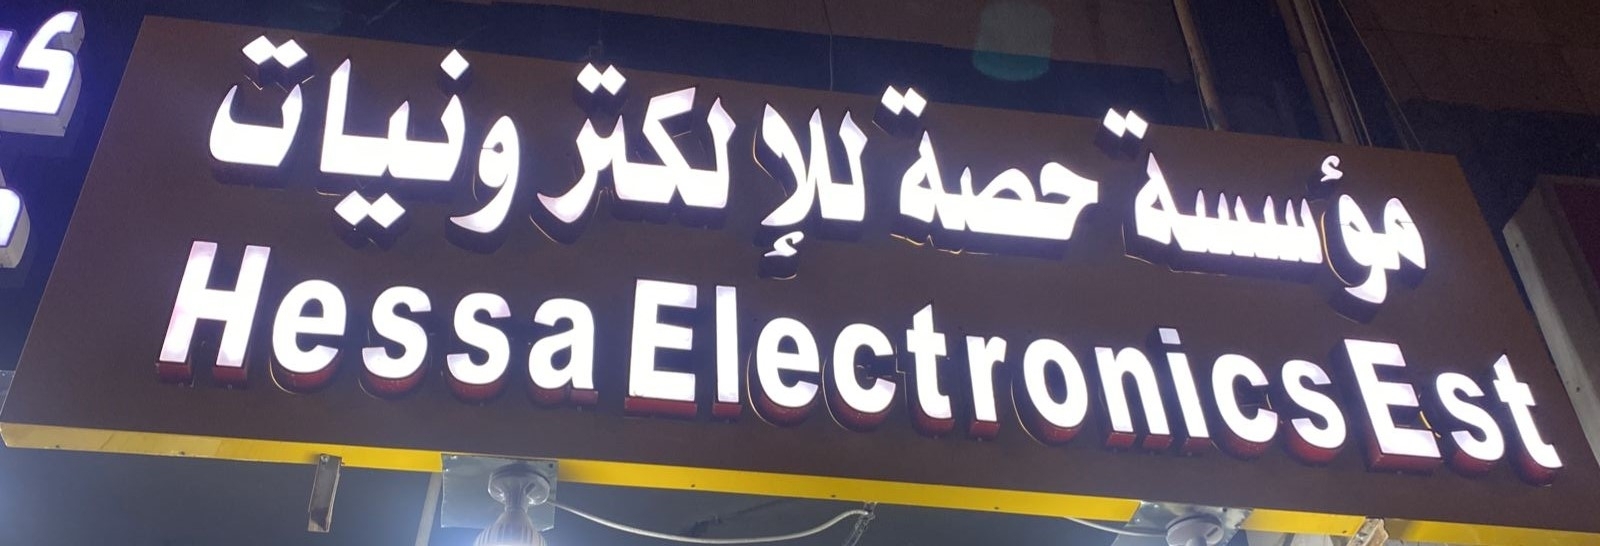 مؤسسة حصة للإلكترونيات
Hessa Electronics Est